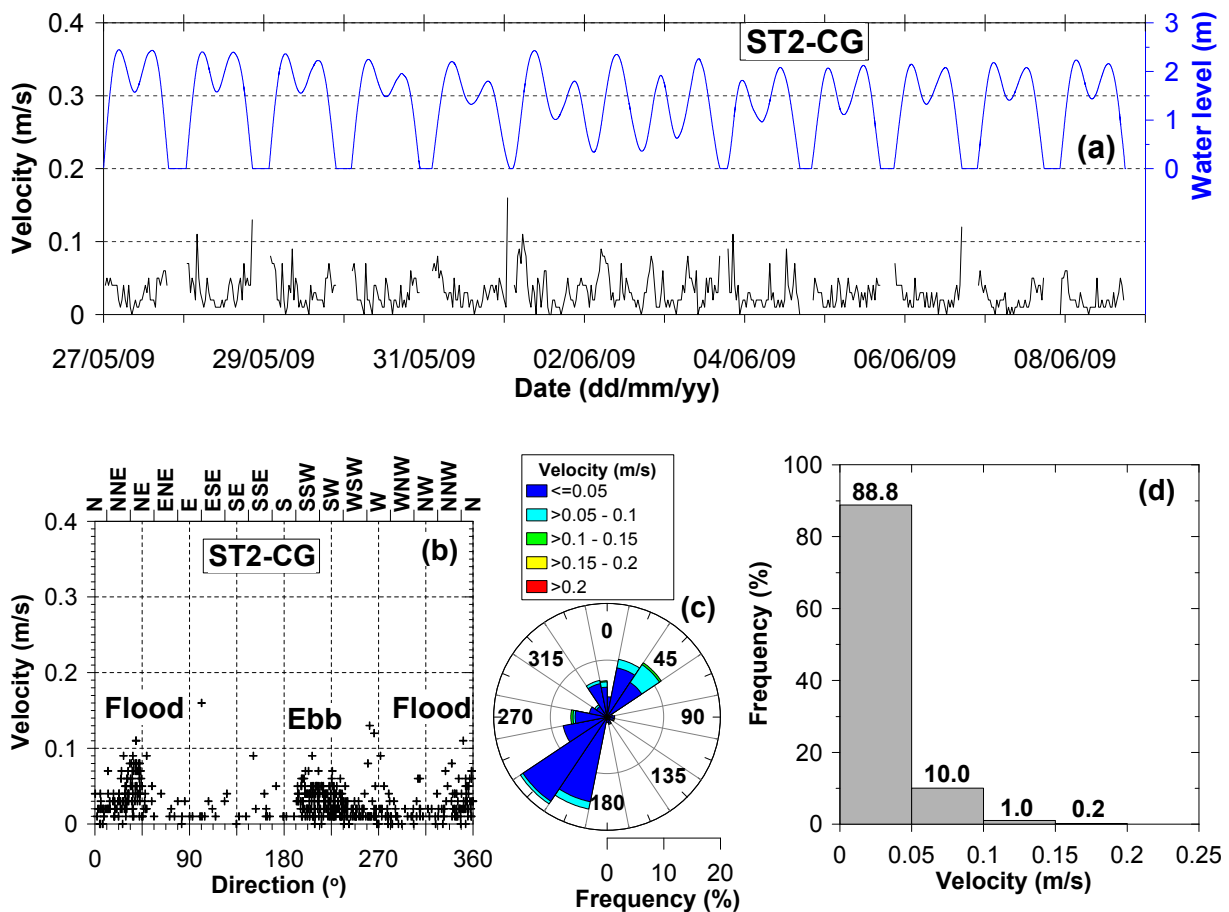 0.4
0.3
0.2
0.1
0
Velocity (m/s)
ST2-CG
(a)
3
2
1
0
Water level (m)
27/05/09 29/05/09 31/05/09 02/06/09 04/06/09 06/06/09 08/06/09
Date (dd/mm/yy)
N NNE NE ENE E ESE SE SSE S SSW SW WSW W WNW NW NNW N
0.4
0.3
0.2
0.1
0
Velocity (m/s)
ST2-CG
(b)
Flood
Ebb
Flood
0 90 180 270 360
Direction (º)
Velocity (m/s)
<=0.05
>0.05 - 0.1
>0.1 - 0.15
>0.15 - 0.2
>0.2
(c)
0
45
90
135
180
270
315
0 10 20
Frequency (%)
100
80
60
40
20
0
Frequency (%)
(d)
88.8
10.0
1.0
0.2
0 0.05 0.1 0.15 0.2 0.25
Velocity (m/s)